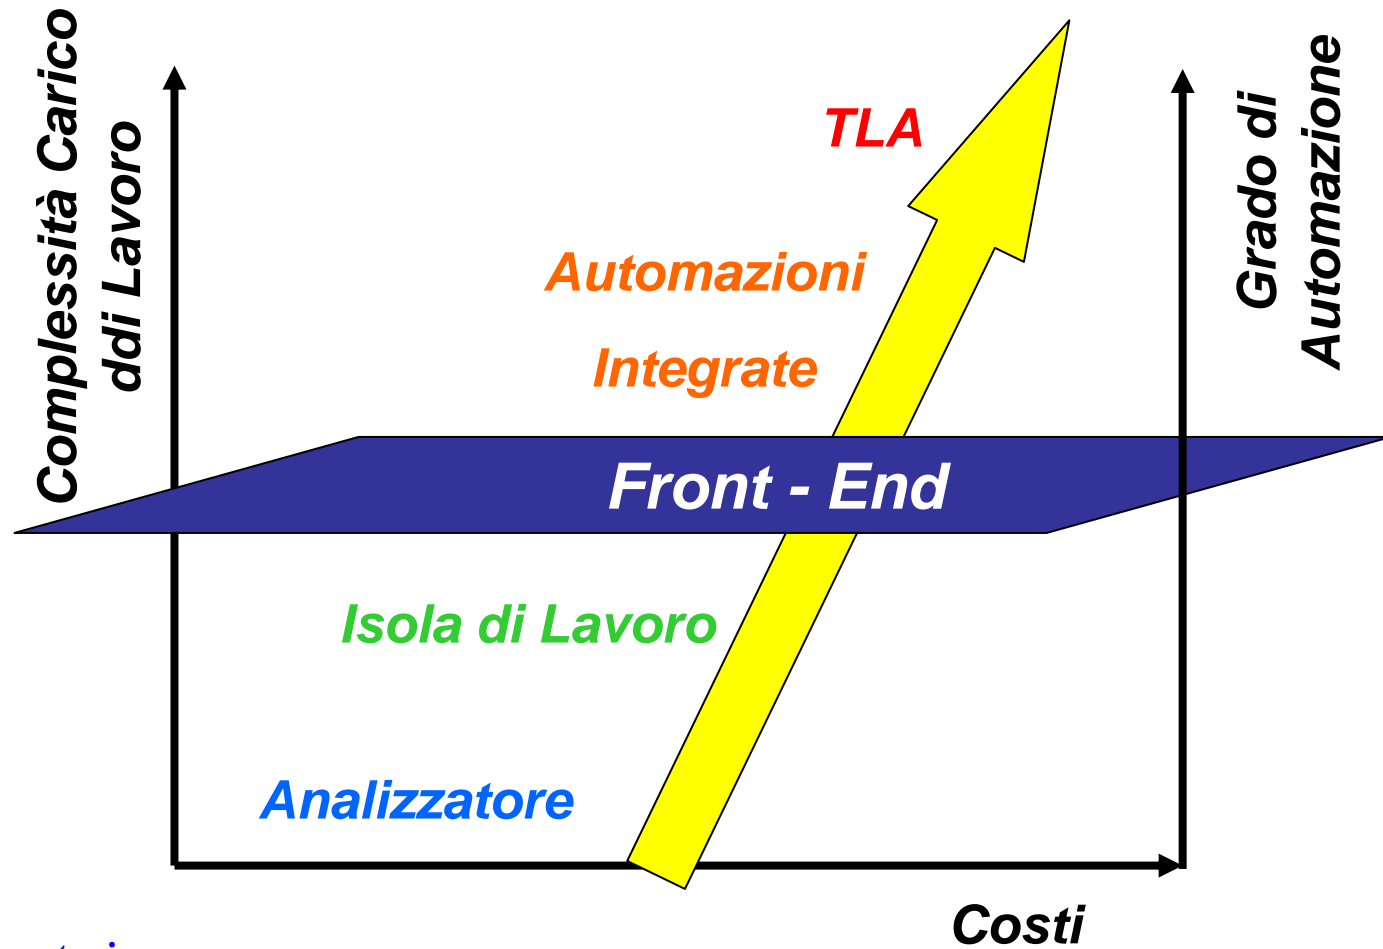 Complessità Carico
ddi Lavoro
Grado di
Automazione
TLA
Automazioni
Integrate
Front - End
Isola di Lavoro
Analizzatore
Costi